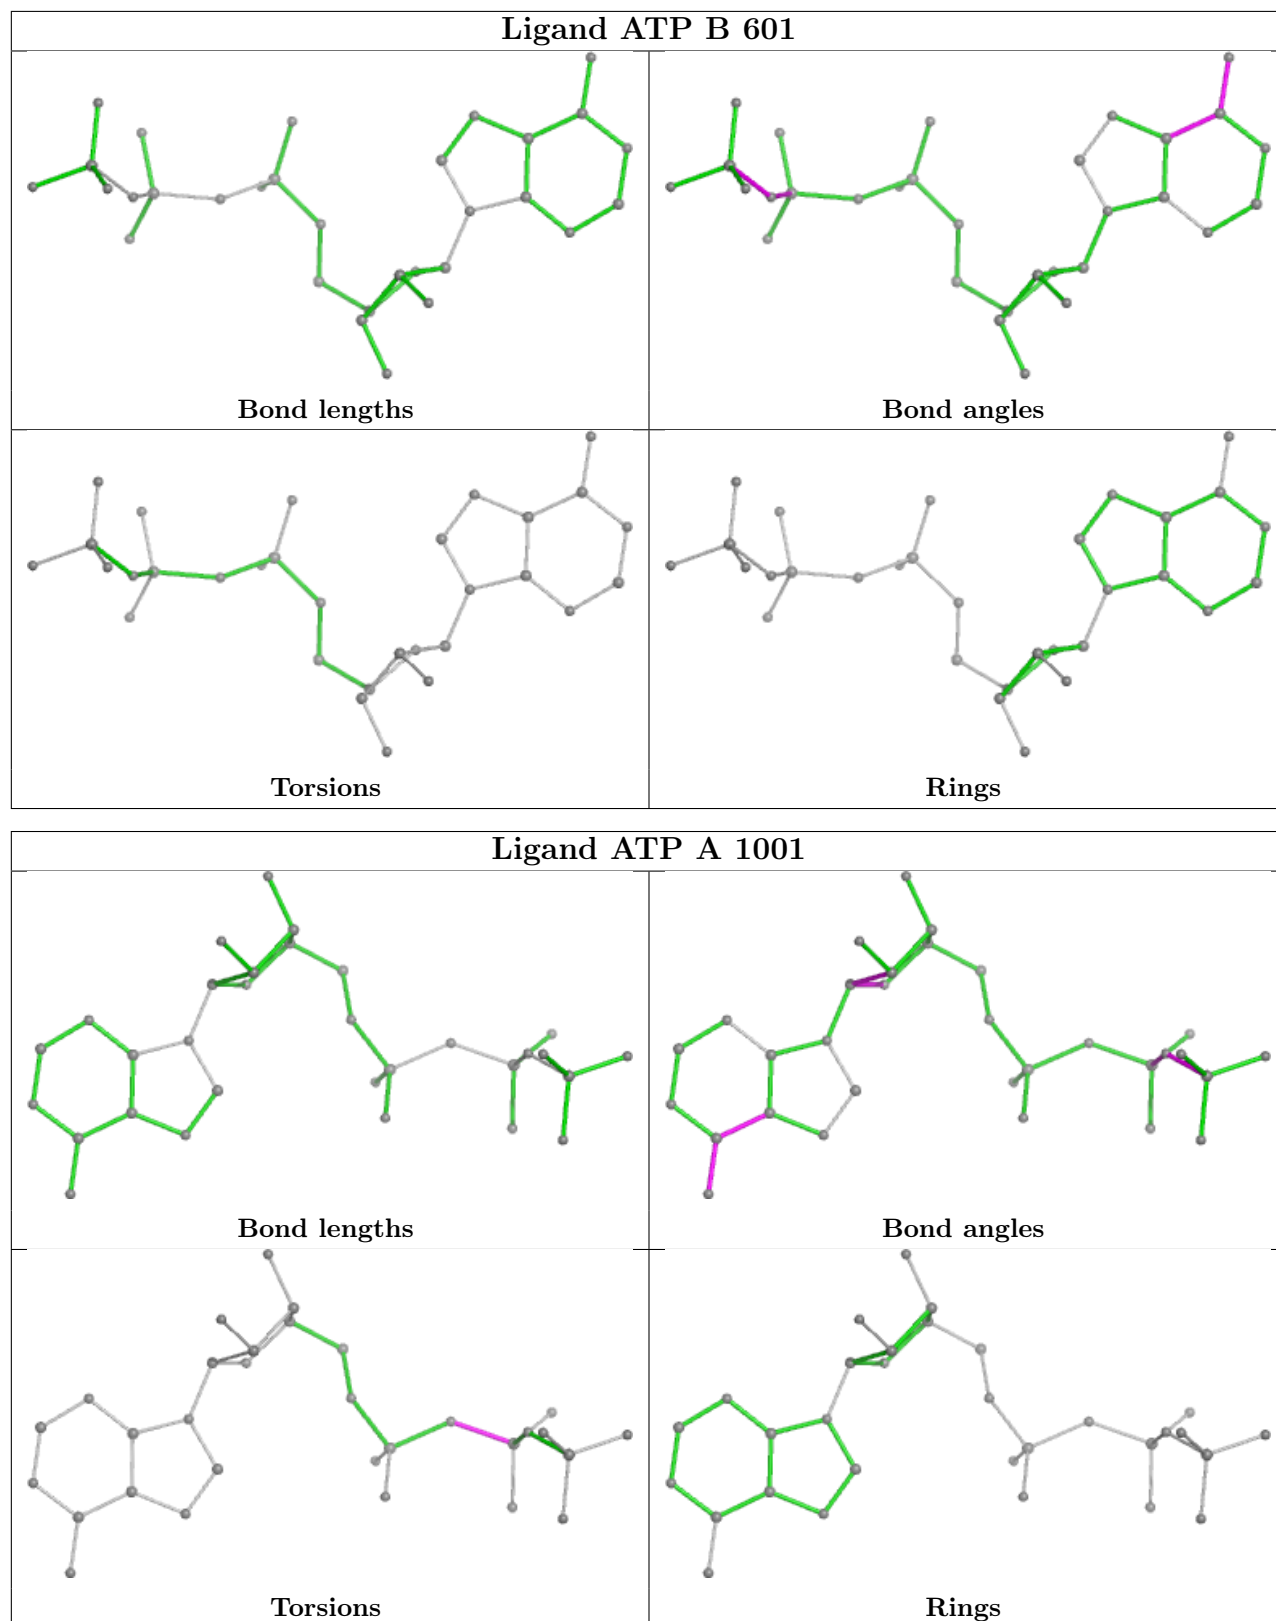 Ligand ATP B 601
Bond lengths
Bond angles
Torsions
Rings
Ligand ATP A 1001
Bond lengths
Bond angles
Torsions
Rings